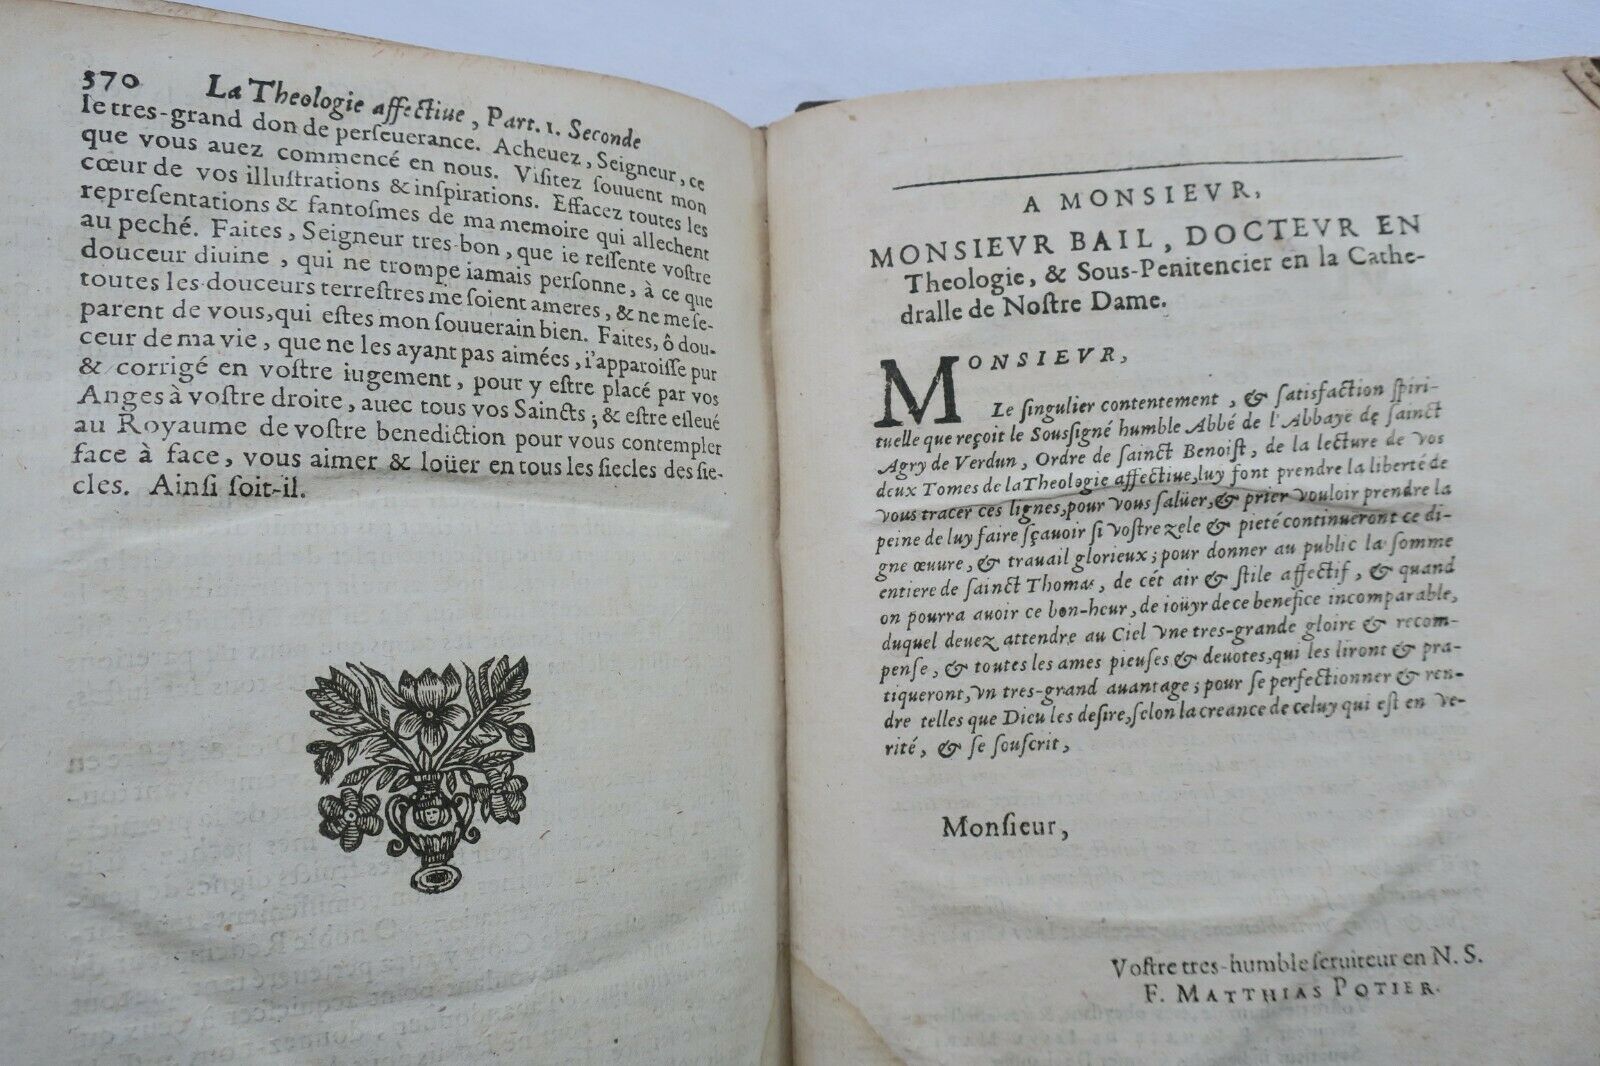 370 La Theologie affectiue, Part. 1. Seconde
le tres-grand don de perſeuerance. Acheuez, Seigneur, ce
que vous auez commencé en nous. Viſitez ſouuent mon
cœur de vos illuſtrations & inſpirations. Effacez toutes les
repreſentations & fantoſmes de ma memoire qui allechent
au peché. Faites, Seigneur tres-bon, que ie reſſente voſtre
douceur diuine, qui ne trompe iamais perſonne, à ce que
toutes les douceurs terreſtres me ſoient ameres, & ne me ſe-
parent de vous, qui eſtes mon ſouuerain bien. Faites, ô dou-
ceur de ma vie, que ne les ayant pas aimées, i'apparoiſſe pur
& corrigé en voſtre iugement, pour y eſtre placé par vos
Anges à voſtre droite, auec tous vos Saincts; & eſtre eſleué
au Royaume de voſtre benediction pour vous contempler
face à face, vous aimer & loüer en tous les ſiecles des ſie-
cles. Ainſi ſoit-il.
A MONSIEVR,
MONSIEVR BAIL, DOCTEVR EN
Theologie, & Sous-Penitencier en la Cathe-
dralle de Noſtre Dame.
MONSIEVR,
Le ſingulier contentement, & ſatisfaction ſpiri-
tuelle que reçoit le Souſſigné humble Abbé de l'Abbaye de ſainct
Agry de Verdun, Ordre de ſainct Benoiſt, de la lecture de vos
deux Tomes de la Theologie affectiue, luy font prendre la liberté de
vous tracer ces lignes, pour vous ſalüer, & prier vouloir prendre la
peine de luy faire ſçauoir ſi voſtre zele & pieté continueront ce di-
gne œuure, & trauail glorieux; pour donner au public la ſomme
entiere de ſainct Thomas, de cét air & ſtile affectif, & quand
on pourra auoir ce bon-heur, de ioüyr de ce benefice incomparable,
duquel deuez attendre au Ciel vne tres-grande gloire & recom-
penſe, & toutes les ames pieuſes & deuotes, qui les liront & pra-
tiqueront, vn tres-grand auantage; pour ſe perfectionner & ren-
dre telles que Dieu les deſire, ſelon la creance de celuy qui eſt en ve-
rité, & ſe ſouſcrit,
Monſieur,
Voſtre tres-humble ſeruiteur en N. S.
F. MATTHIAS POTIER.